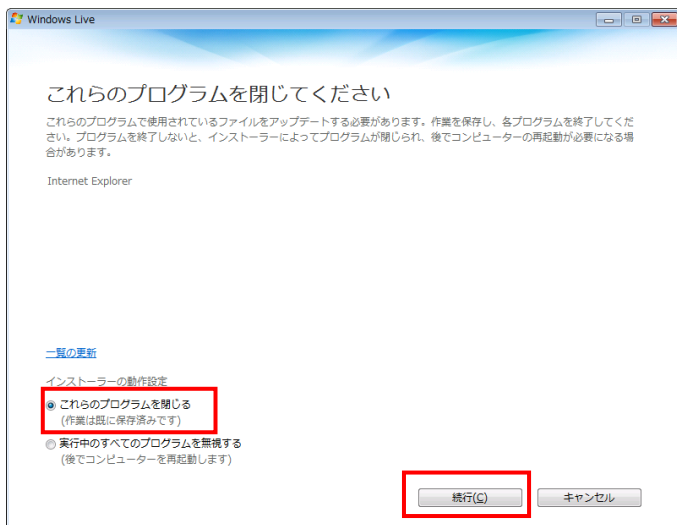 Windows Live
これらのプログラムを閉じてください
これらのプログラムで使用されているファイルをアップデートする必要があります。作業を保存し、各プログラムを終了してくだ
さい。プログラムを終了しないと、インストーラーによってプログラムが閉じられ、後でコンピューターの再起動が必要になる場
合があります。
Internet Explorer
一覧の更新
インストーラーの動作設定
これらのプログラムを閉じる
(作業は既に保存済みです)
実行中のすべてのプログラムを無視する
(後でコンピューターを再起動します)
続行(C) キャンセル